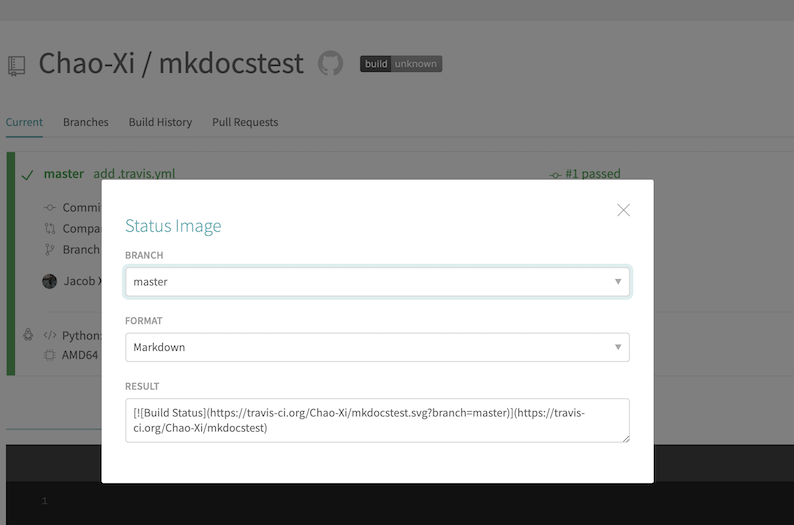 Chao-Xi / mkdocstest
build unknown
Current Branches Build History Pull Requests
master add .travis.yml
#1 passed
Commi
Compa
Branch
Jacob X
Python:
AMD64
Status Image
BRANCH
master
FORMAT
Markdown
RESULT
[![Build Status](https://travis-ci.org/Chao-Xi/mkdocstest.svg?branch=master)](https://travis-
ci.org/Chao-Xi/mkdocstest)
1